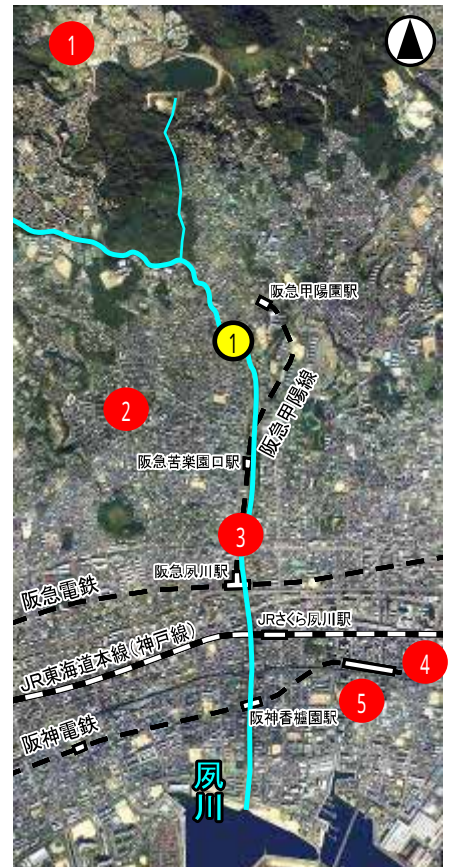 1
阪急甲陽園駅
1
阪急甲陽線
2
阪急苦楽園口駅
3
阪急夙川駅
阪急電鉄
JRさくら夙川駅
JR東海道本線(神戸線)
4
5
阪神香櫨園駅
阪神電鉄
夙川